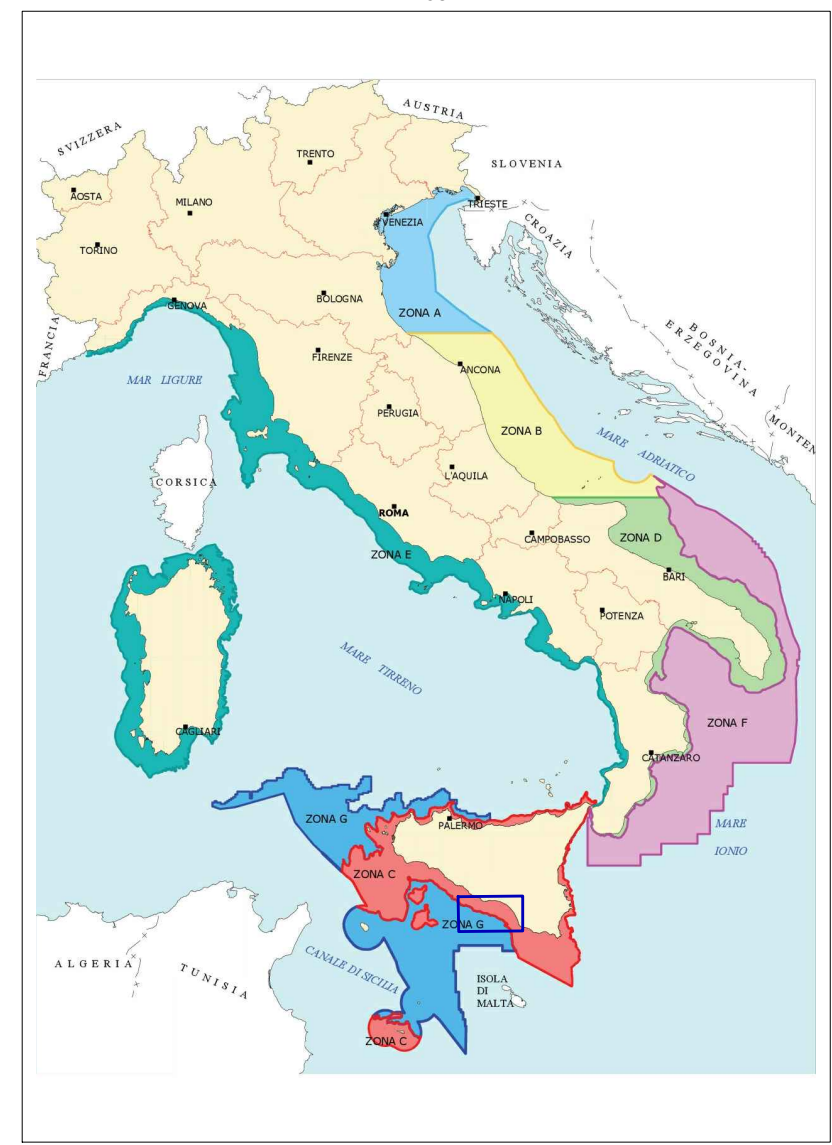 AUSTRIA
SVIZZERA
TRENTO
SLOVENIA
AOSTA
MILANO
TRIESTE
VENEZIA
CROAZIA
TORINO
BOLOGNA
GENOVA
ZONA A
FRANCIA
BOSNIA-
ERZEGOVINA
FIRENZE
ANCONA
MAR LIGURE
PERUGIA
ZONA B
MARE ADRIATICO
MONTEN
L'AQUILA
CORSICA
ROMA
CAMPOBASSO
ZONA D
ZONA E
BARI
NAPOLI
POTENZA
MARE TIRRENO
ZONA F
CAGLIARI
CATANZARO
ZONA G
PALERMO
MARE
IONIO
ZONA C
ZONA G
CANALE DI SICILIA
ALGERIA
TUNISIA
ISOLA
DI
MALTA
ZONA C